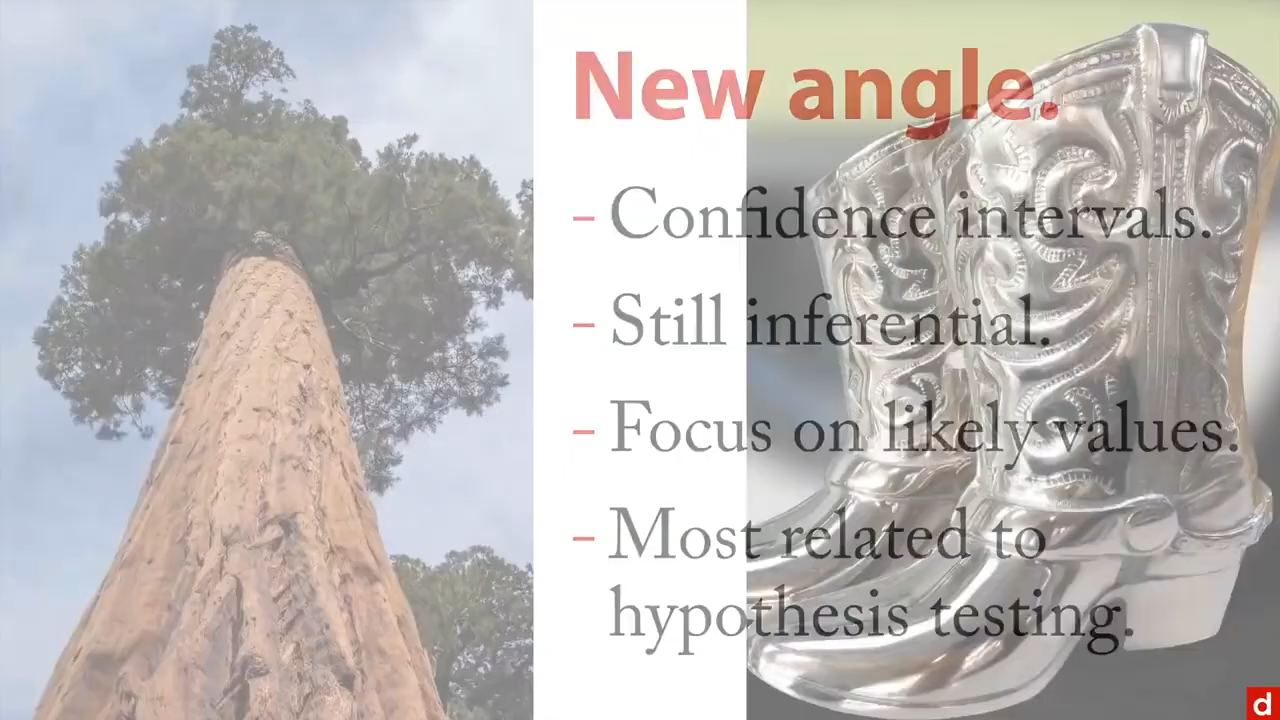 New angle.
– Confidence intervals.
– Still inferential.
– Focus on likely values.
– Most related to
hypothesis testing.
d